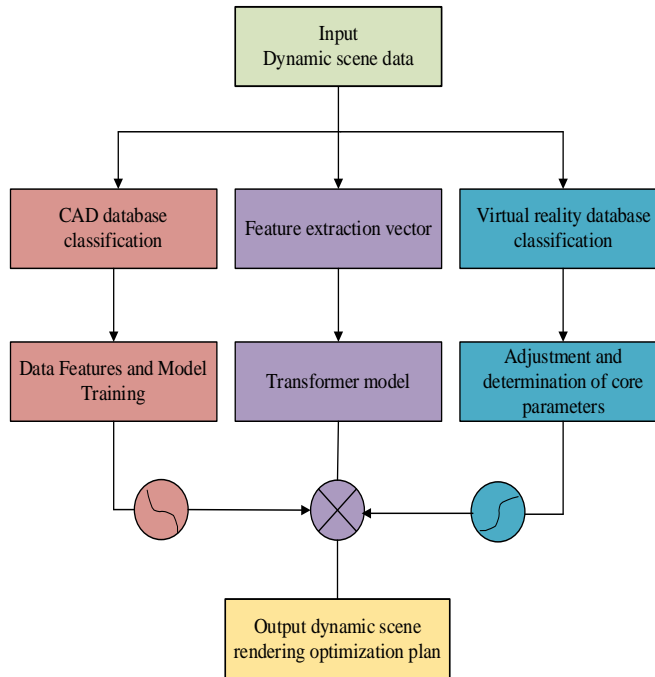 Input
Dynamic scene data
CAD database
classification
Feature extraction vector
Virtual reality database
classification
Data Features and Model
Training
Transformer model
Adjustment and
determination of core
parameters
Output dynamic scene
rendering optimization plan